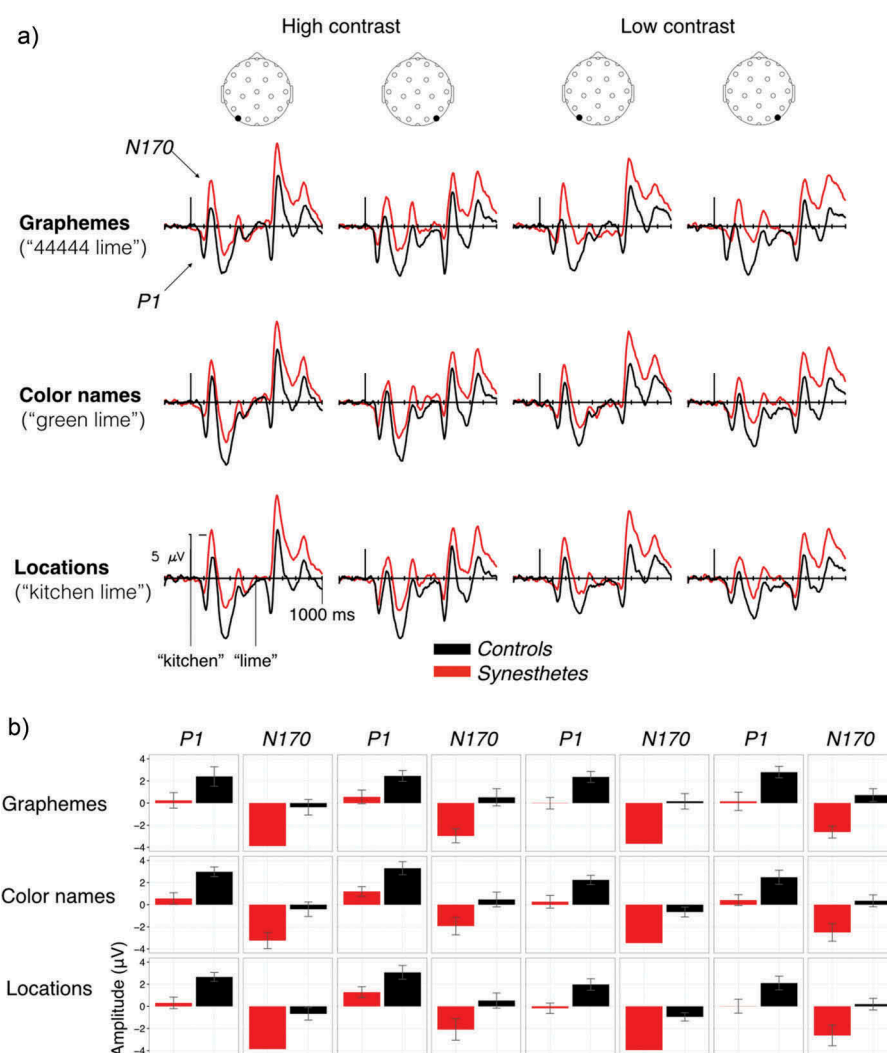 a)
High contrast
Low contrast
N170
Graphemes
(“44444 lime”)
P1
Color names
(“green lime”)
5 µV
Locations
(“kitchen lime”)
1000 ms
“kitchen” “lime”
Controls
Synesthetes
b)
P1 N170 P1 N170 P1 N170 P1 N170
Graphemes
4
2
0
−2
−4
Color names
4
2
0
−2
−4
Locations
4
2
0
−2
−4
Amplitude (µV)